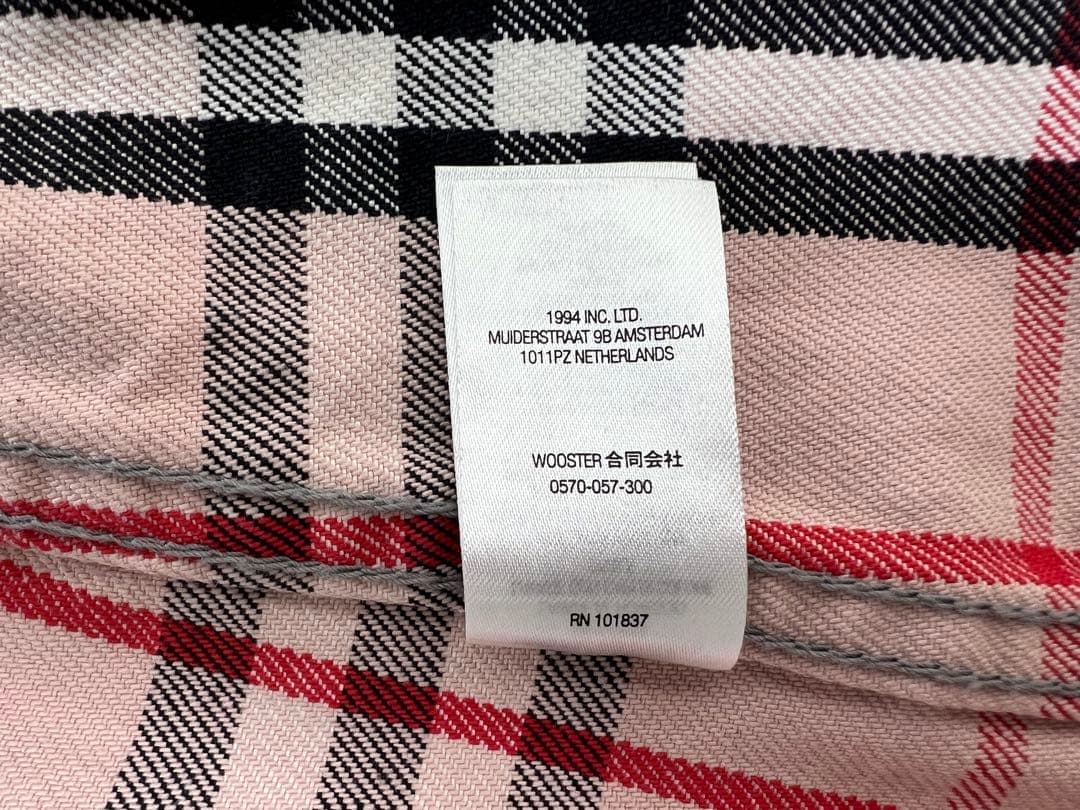 1994 INC. LTD.
MUIDERSTRAAT 9B AMSTERDAM
1011PZ NETHERLANDS
WOOSTER 合同会社
0570-057-300
RN 101837